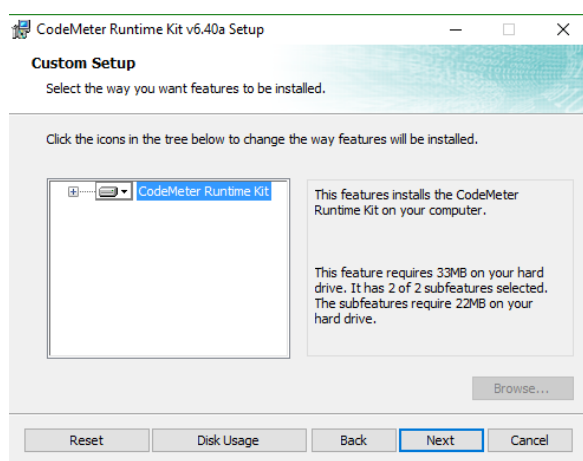 CodeMeter Runtime Kit v6.40a Setup
Custom Setup
Select the way you want features to be installed.
Click the icons in the tree below to change the way features will be installed.
CodeMeter Runtime Kit
This features installs the CodeMeter
Runtime Kit on your computer.
This feature requires 33MB on your hard
drive. It has 2 of 2 subfeatures selected.
The subfeatures require 22MB on your
hard drive.
Browse...
Reset Disk Usage Back Next Cancel